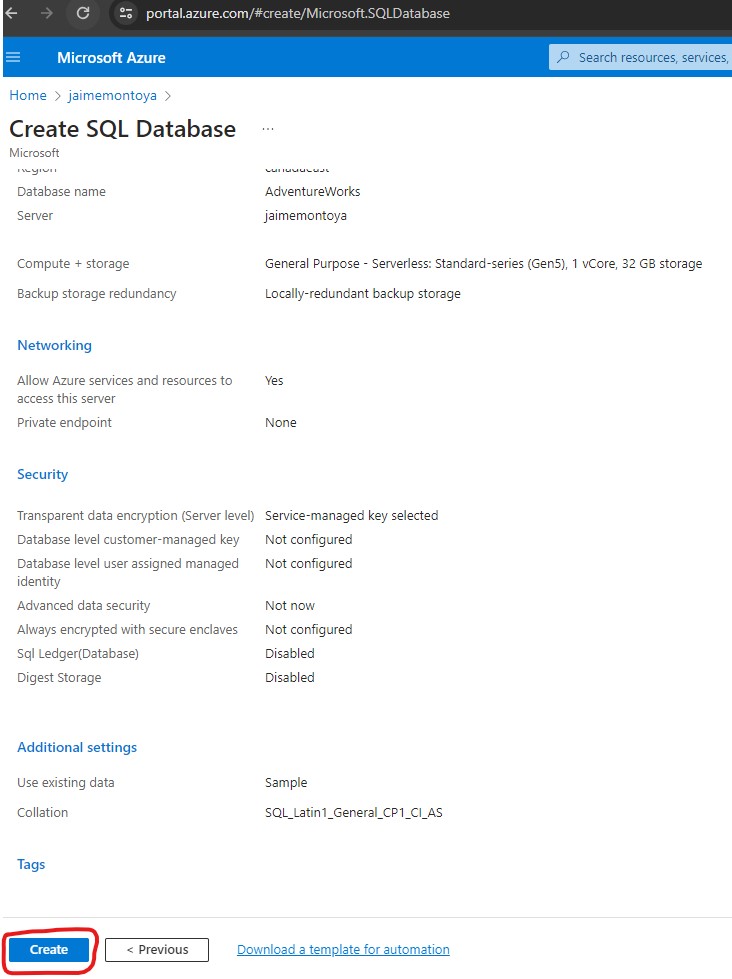 portal.azure.com/#create/Microsoft.SQLDatabase
Microsoft Azure
Search resources, services,
Home > jaimemontoya >
Create SQL Database ...
Microsoft
Region canadaeast
Database name AdventureWorks
Server jaimemontoya
Compute + storage General Purpose - Serverless: Standard-series (Gen5), 1 vCore, 32 GB storage
Backup storage redundancy Locally-redundant backup storage
Networking
Allow Azure services and resources to Yes
access this server
Private endpoint None
Security
Transparent data encryption (Server level) Service-managed key selected
Database level customer-managed key Not configured
Database level user assigned managed Not configured
identity
Advanced data security Not now
Always encrypted with secure enclaves Not configured
Sql Ledger(Database) Disabled
Digest Storage Disabled
Additional settings
Use existing data Sample
Collation SQL_Latin1_General_CP1_CI_AS
Tags
Create < Previous Download a template for automation